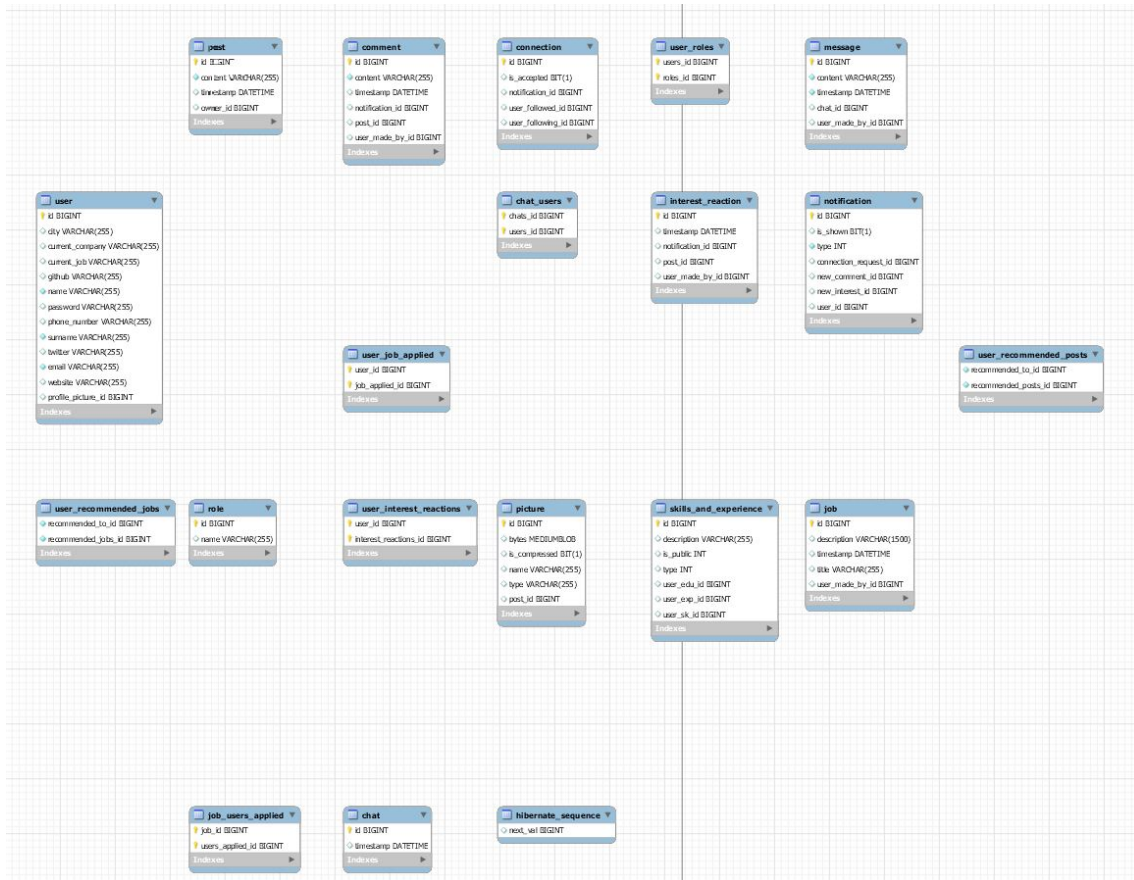 post
id BIGINT
content VARCHAR(255)
timestamp DATETIME
owner_id BIGINT
Indexes
comment
id BIGINT
content VARCHAR(255)
timestamp DATETIME
notification_id BIGINT
post_id BIGINT
user_made_by_id BIGINT
Indexes
connection
id BIGINT
is_accepted BIT(1)
notification_id BIGINT
user_followed_id BIGINT
user_following_id BIGINT
Indexes
user_roles
users_id BIGINT
roles_id BIGINT
Indexes
message
id BIGINT
content VARCHAR(255)
timestamp DATETIME
chat_id BIGINT
user_made_by_id BIGINT
Indexes
user
id BIGINT
city VARCHAR(255)
current_company VARCHAR(255)
current_job VARCHAR(255)
github VARCHAR(255)
name VARCHAR(255)
password VARCHAR(255)
phone_number VARCHAR(255)
surname VARCHAR(255)
twitter VARCHAR(255)
email VARCHAR(255)
website VARCHAR(255)
profile_picture_id BIGINT
Indexes
chat_users
chats_id BIGINT
users_id BIGINT
Indexes
interest_reaction
id BIGINT
timestamp DATETIME
notification_id BIGINT
post_id BIGINT
user_made_by_id BIGINT
Indexes
notification
id BIGINT
is_shown BIT(1)
type INT
connection_request_id BIGINT
new_comment_id BIGINT
new_interest_id BIGINT
user_id BIGINT
Indexes
user_job_applied
user_id BIGINT
job_applied_id BIGINT
Indexes
user_recommended_posts
recommended_to_id BIGINT
recommended_posts_id BIGINT
Indexes
user_recommended_jobs
recommended_to_id BIGINT
recommended_jobs_id BIGINT
Indexes
role
id BIGINT
name VARCHAR(255)
Indexes
user_interest_reactions
user_id BIGINT
interest_reactions_id BIGINT
Indexes
picture
id BIGINT
bytes MEDIUMBLOB
is_compressed BIT(1)
name VARCHAR(255)
type VARCHAR(255)
post_id BIGINT
Indexes
skills_and_experience
id BIGINT
description VARCHAR(255)
is_public INT
type INT
user_edu_id BIGINT
user_exp_id BIGINT
user_sk_id BIGINT
Indexes
job
id BIGINT
description VARCHAR(1500)
timestamp DATETIME
title VARCHAR(255)
user_made_by_id BIGINT
Indexes
job_users_applied
job_id BIGINT
users_applied_id BIGINT
Indexes
chat
id BIGINT
timestamp DATETIME
Indexes
hibernate_sequence
next_val BIGINT